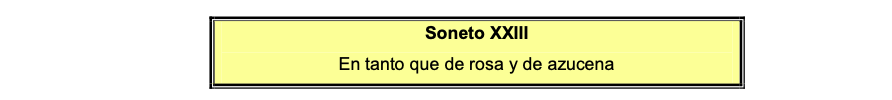 Soneto XXIII
En tanto que de rosa y de azucena